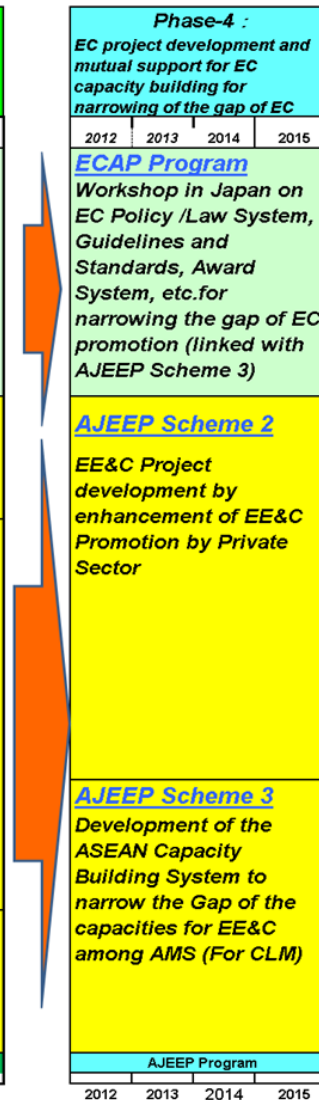 Phase-4 :
EC project development and
mutual support for EC
capacity building for
narrowing of the gap of EC
2012 2013 2014 2015
ECAP Program
Workshop in Japan on
EC Policy /Law System,
Guidelines and
Standards, Award
System, etc.for
narrowing the gap of EC
promotion (linked with
AJEEP Scheme 3)
AJEEP Scheme 2
EE&C Project
development by
enhancement of EE&C
Promotion by Private
Sector
AJEEP Scheme 3
Development of the
ASEAN Capacity
Building System to
narrow the Gap of the
capacities for EE&C
among AMS (For CLM)
AJEEP Program
2012 2013 2014 2015